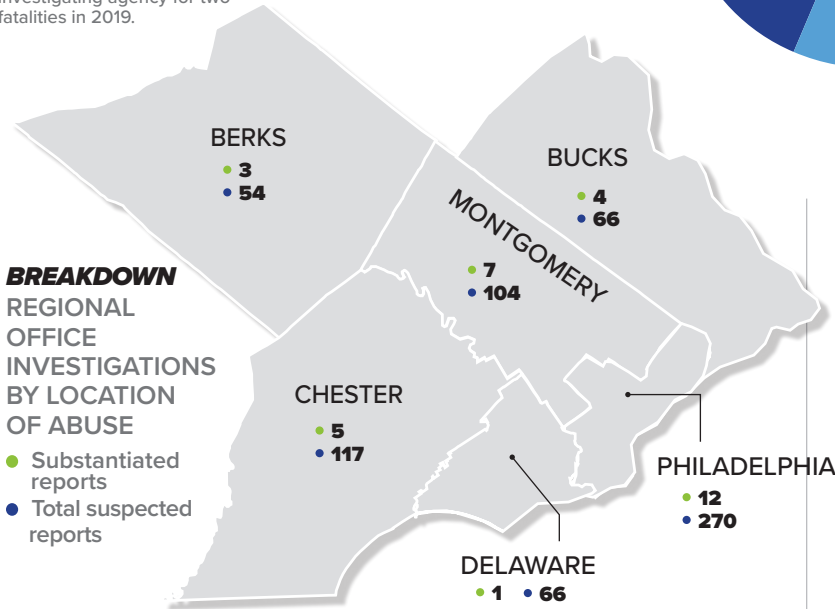 investigating agency for two
fatalities in 2019.
BERKS
3
54
BUCKS
4
66
MONTGOMERY
7
104
BREAKDOWN
REGIONAL
OFFICE
INVESTIGATIONS
BY LOCATION
OF ABUSE
Substantiated
reports
Total suspected
reports
CHESTER
5
117
PHILADELPHIA
12
270
DELAWARE
1 66